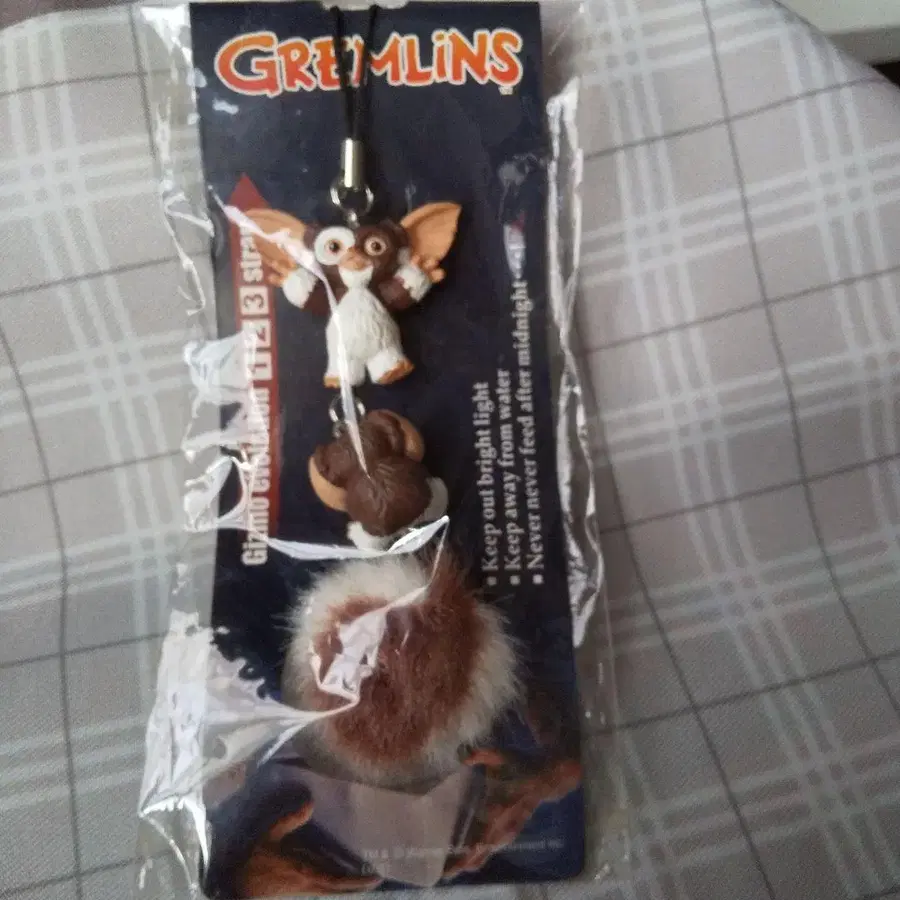 GREMLiNS
Gizmo evolution 1 2 3 strap
▪ Keep out bright light
▪ Keep away from water
▪ Never never feed after midnight